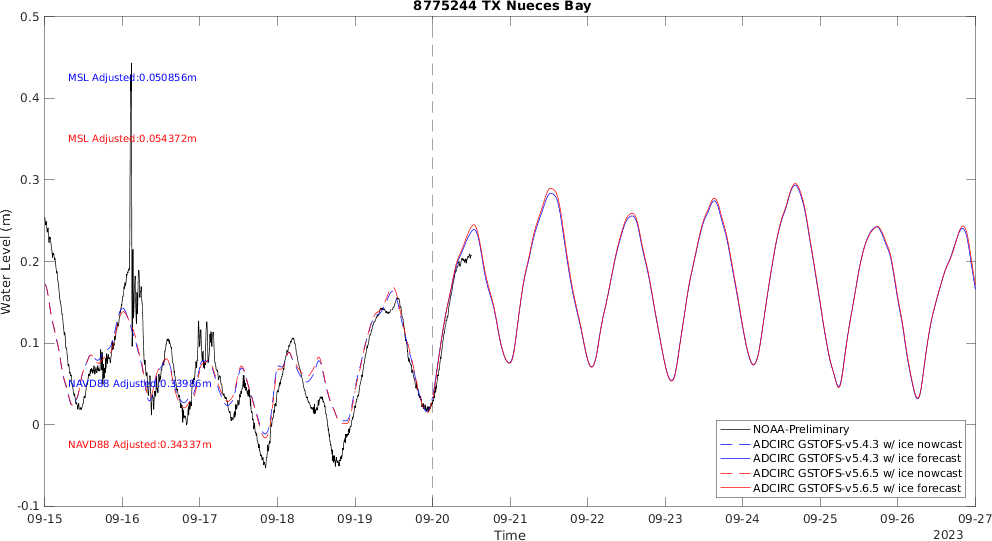 8775244 TX Nueces Bay
0.5
0.4
0.3
0.2
0.1
0
-0.1
Water Level (m)
MSL Adjusted:0.050856m
MSL Adjusted:0.054372m
NAVD88 Adjusted:0.33986m
NAVD88 Adjusted:0.34337m
NOAA-Preliminary
ADCIRC GSTOFS-v5.4.3 w/ ice nowcast
ADCIRC GSTOFS-v5.4.3 w/ ice forecast
ADCIRC GSTOFS-v5.6.5 w/ ice nowcast
ADCIRC GSTOFS-v5.6.5 w/ ice forecast
09-15 09-16 09-17 09-18 09-19 09-20 09-21 09-22 09-23 09-24 09-25 09-26 09-27
Time
2023